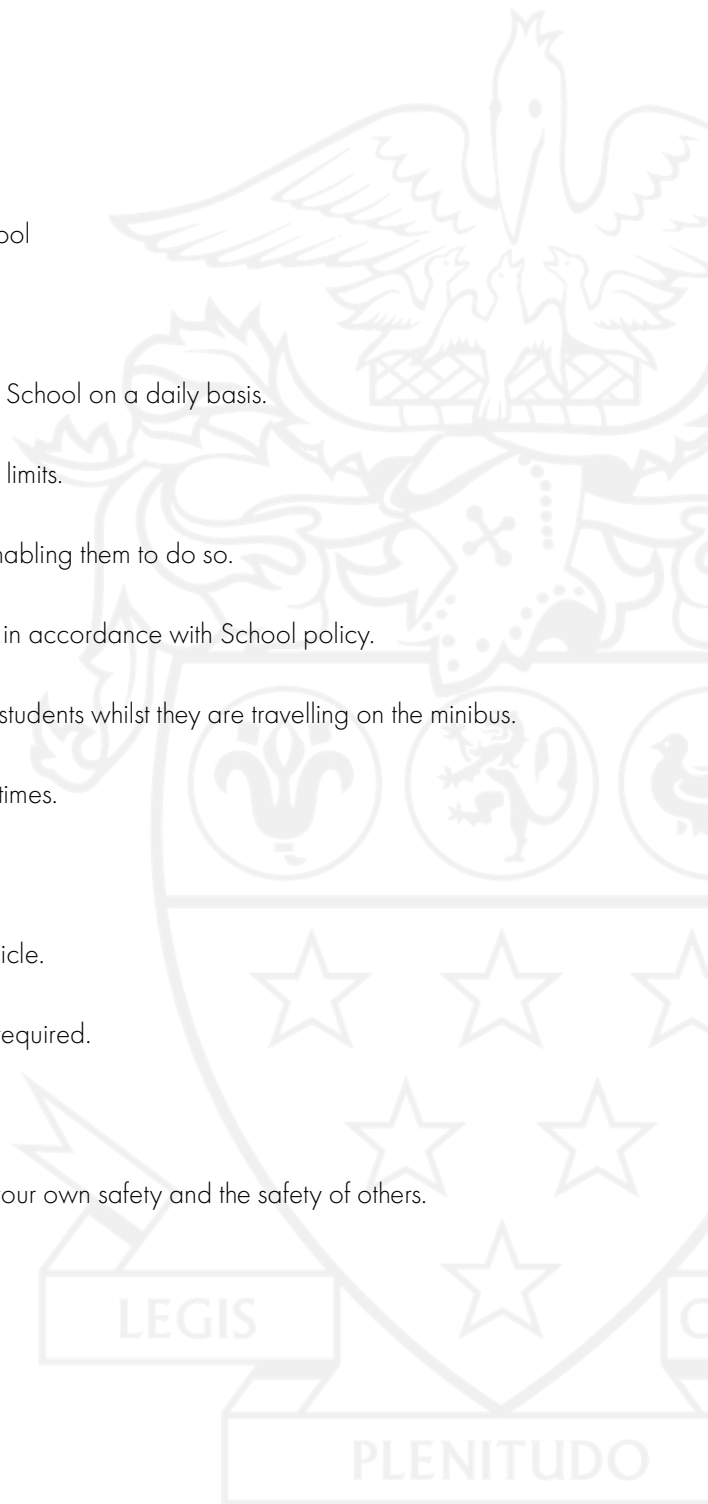 ool
School on a daily basis.
limits.
nabling them to do so.
in accordance with School policy.
students whilst they are travelling on the minibus.
times.
icle.
equired.
our own safety and the safety of others.
LEGIS
C
PLENITUDO